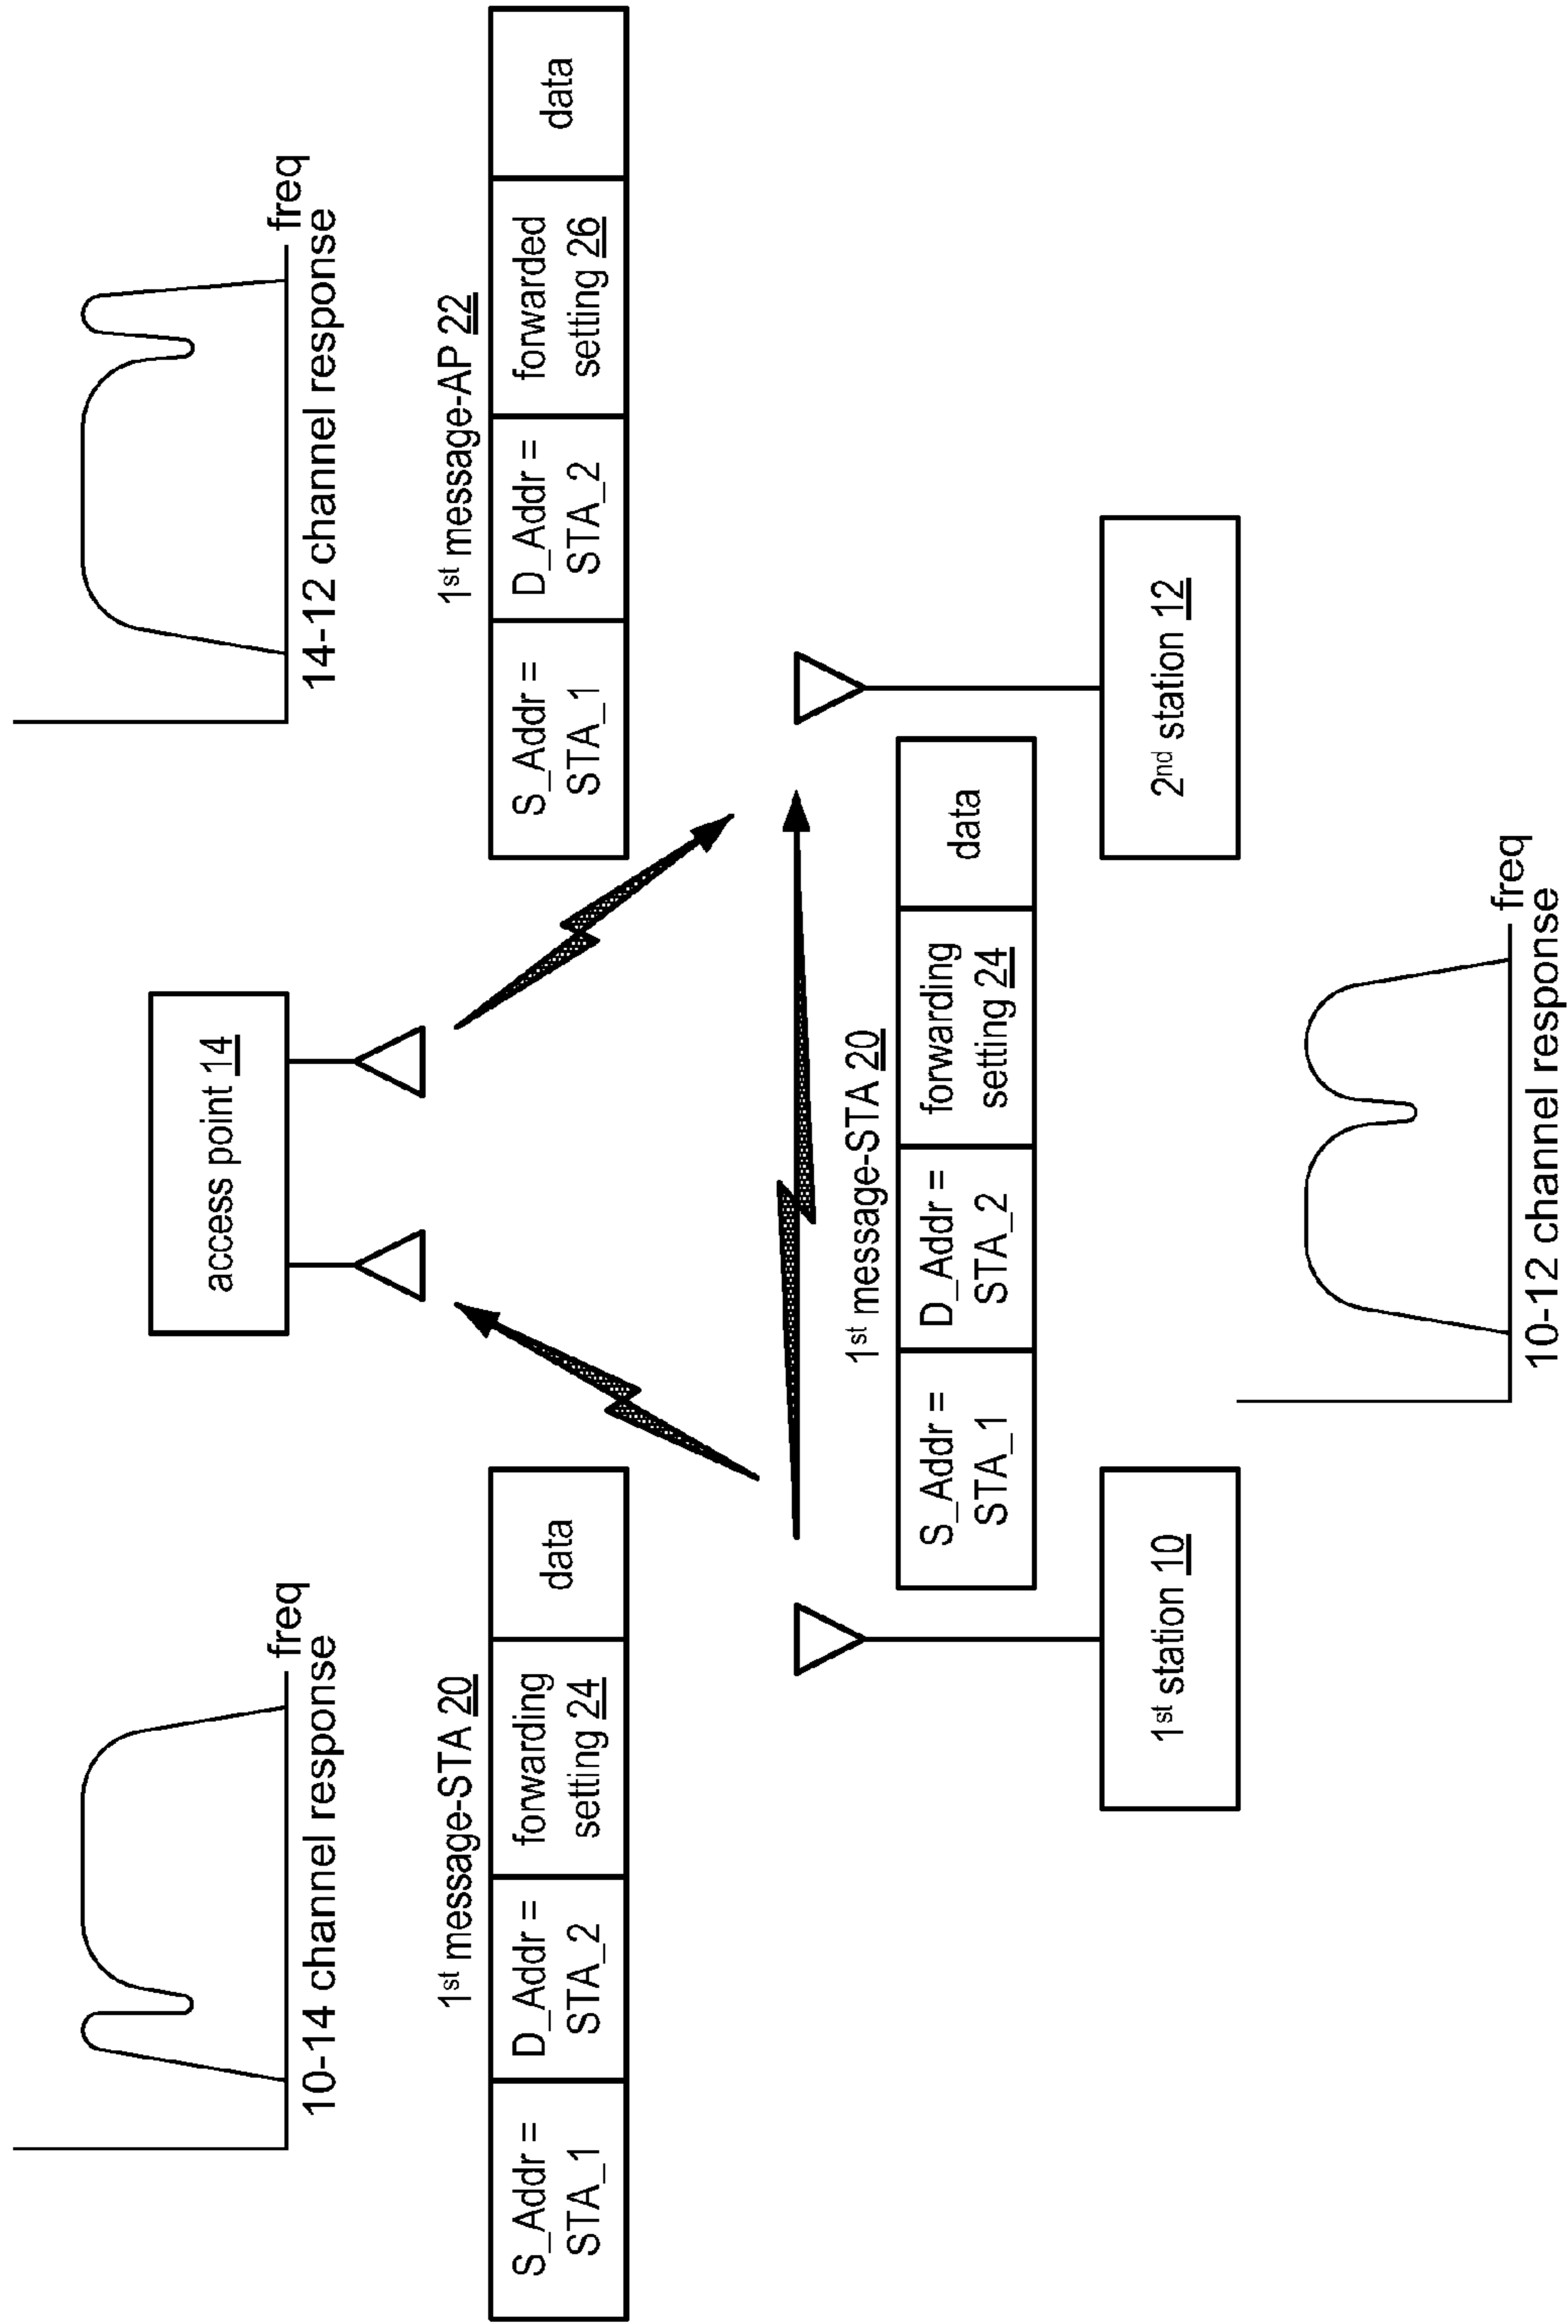 freq
10-14 channel response
freq
14-12 channel response
access point 14
1st message-STA 20
S_Addr =
STA_1
D_Addr =
STA_2
forwarding
setting 24
data
1st message-AP 22
S_Addr =
STA_1
D_Addr =
STA_2
forwarded
setting 26
data
1st message-STA 20
S_Addr =
STA_1
D_Addr =
STA_2
forwarding
setting 24
data
1st station 10
2nd station 12
freq
10-12 channel response